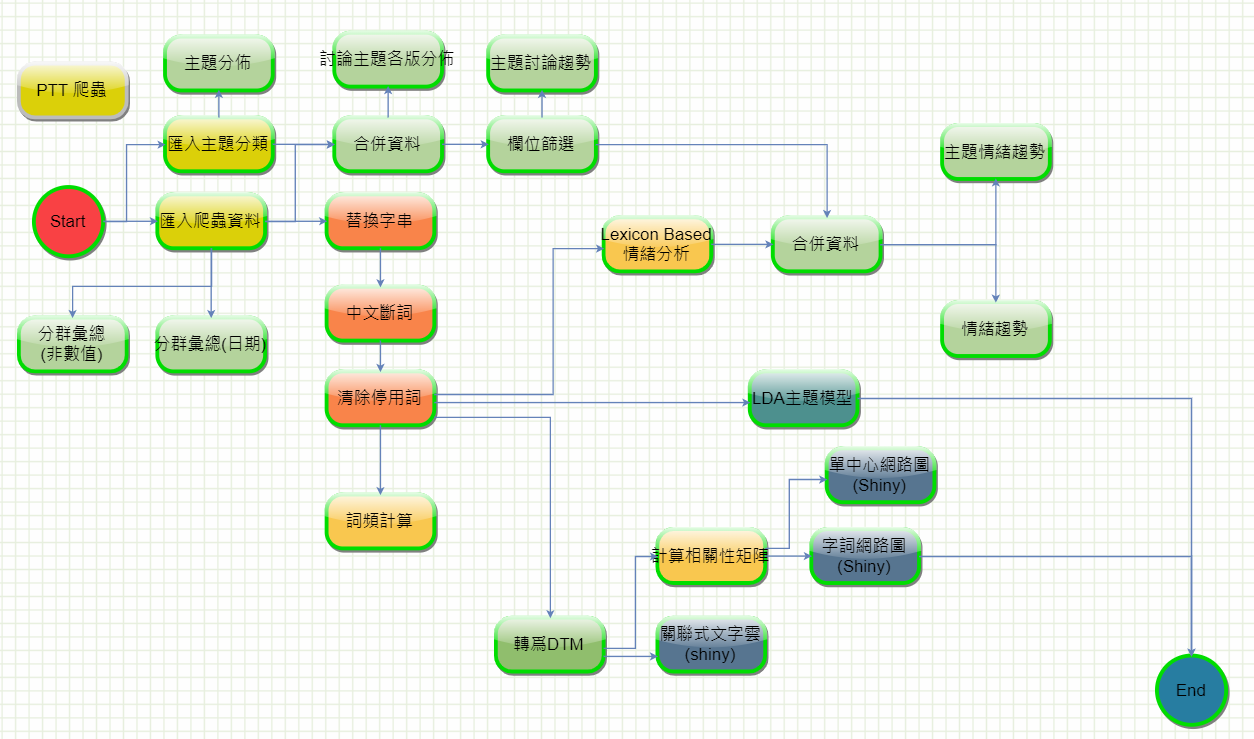 主題分佈
討論主題各版分佈
主題討論趨勢
PTT 爬蟲
匯入主題分類
合併資料
欄位篩選
主題情緒趨勢
Start
匯入爬蟲資料
替換字串
Lexicon Based
情緒分析
合併資料
中文斷詞
分群彙總
(非數值)
分群彙總(日期)
情緒趨勢
清除停用詞
LDA主題模型
單中心網路圖
(Shiny)
詞頻計算
計算相關性矩陣
字詞網路圖
(Shiny)
轉爲DTM
關聯式文字雲
(shiny)
End